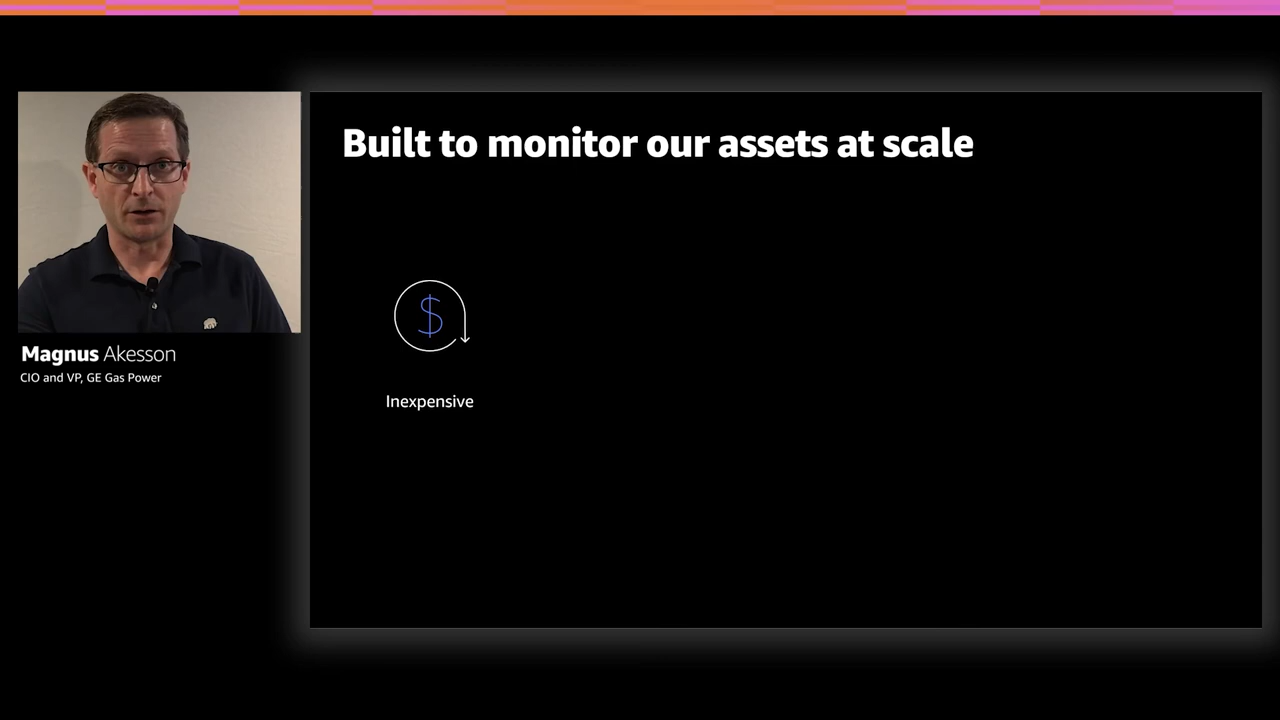 Built to monitor our assets at scale
$
Inexpensive
Magnus Akesson
CIO and VP, GE Gas Power